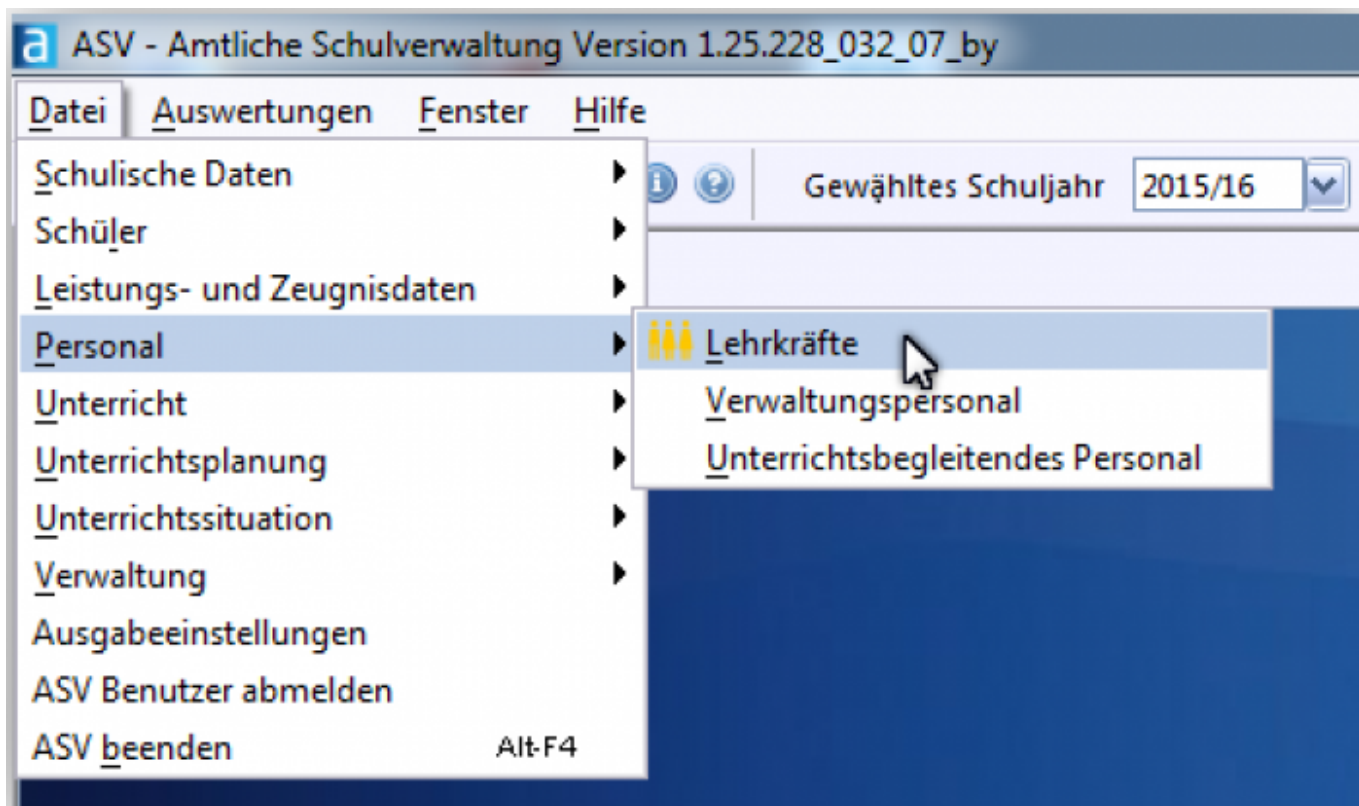 a ASV - Amtliche Schulverwaltung Version 1.25.228_032_07_by
Datei Auswertungen Fenster Hilfe
Gewähltes Schuljahr 2015/16
Schulische Daten
Schüler
Leistungs- und Zeugnisdaten
Personal
Lehrkräfte
Verwaltungspersonal
Unterrichtsbegleitendes Personal
Unterricht
Unterrichtsplanung
Unterrichtssituation
Verwaltung
Ausgabeeinstellungen
ASV Benutzer abmelden
ASV beenden Alt-F4